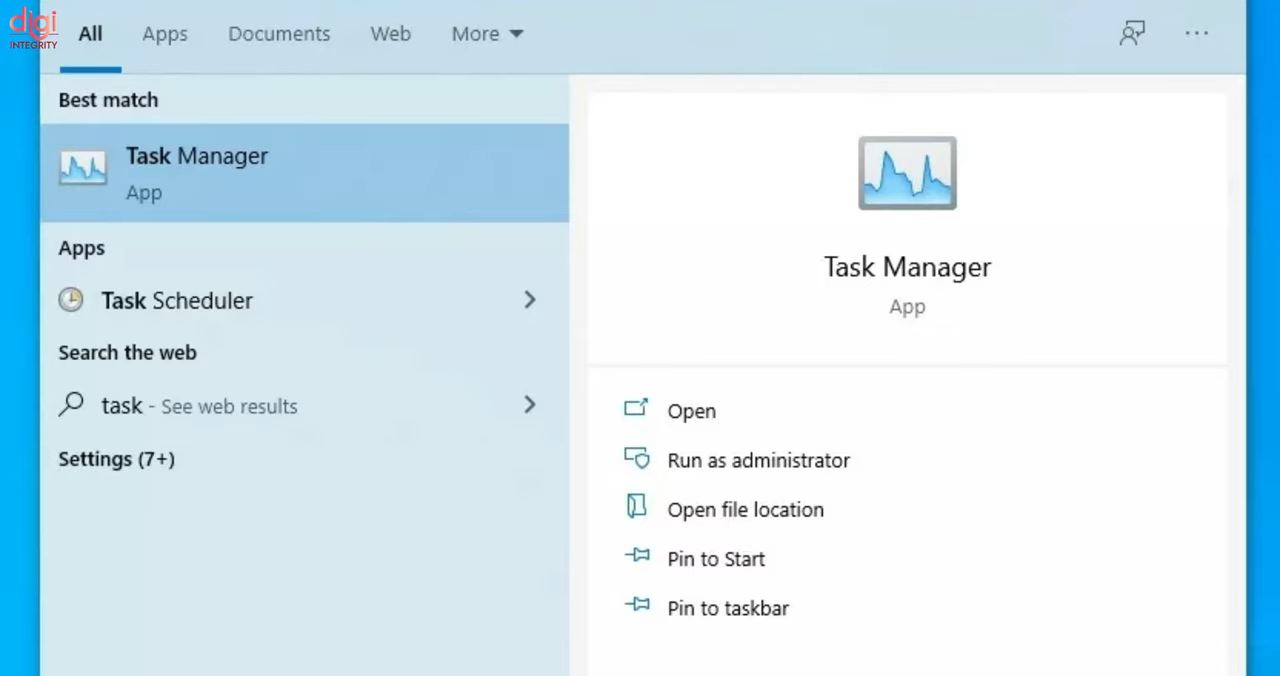 digi
INTEGRITY
All Apps Documents Web More
Best match
Task Manager
App
Apps
Task Scheduler
Search the web
task - See web results
Settings (7+)
Task Manager
App
Open
Run as administrator
Open file location
Pin to Start
Pin to taskbar